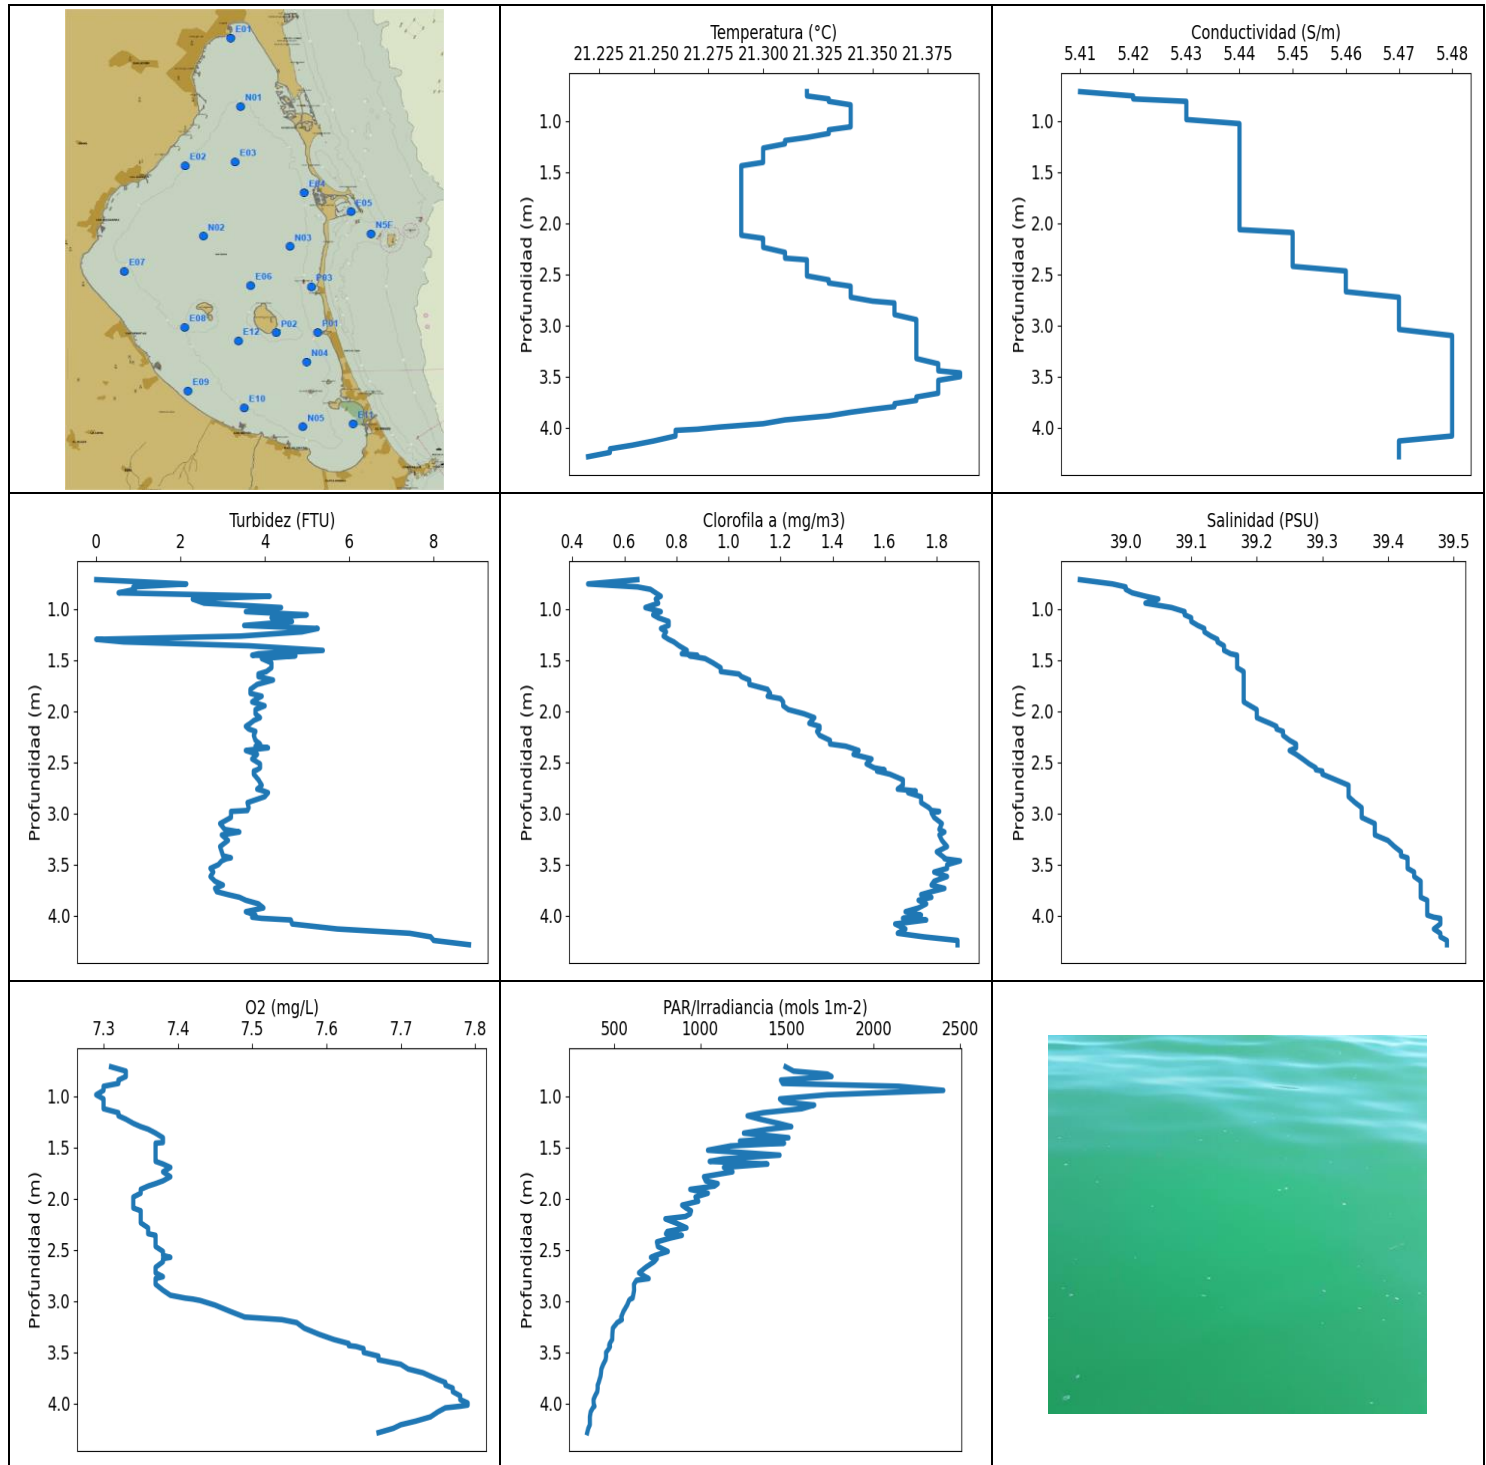 E01
N01
E02
E03
E04
E05
N5F
N02
N03
E07
E06
P03
E08
E12
P02
P01
N04
E09
E10
N05
E11
Temperatura (°C)
21.225 21.250 21.275 21.300 21.325 21.350 21.375
Profundidad (m)
1.0
1.5
2.0
2.5
3.0
3.5
4.0
Conductividad (S/m)
5.41 5.42 5.43 5.44 5.45 5.46 5.47 5.48
Profundidad (m)
1.0
1.5
2.0
2.5
3.0
3.5
4.0
Turbidez (FTU)
0 2 4 6 8
Profundidad (m)
1.0
1.5
2.0
2.5
3.0
3.5
4.0
Clorofila a (mg/m3)
0.4 0.6 0.8 1.0 1.2 1.4 1.6 1.8
Profundidad (m)
1.0
1.5
2.0
2.5
3.0
3.5
4.0
Salinidad (PSU)
39.0 39.1 39.2 39.3 39.4 39.5
Profundidad (m)
1.0
1.5
2.0
2.5
3.0
3.5
4.0
O2 (mg/L)
7.3 7.4 7.5 7.6 7.7 7.8
Profundidad (m)
1.0
1.5
2.0
2.5
3.0
3.5
4.0
PAR/Irradiancia (mols 1m-2)
500 1000 1500 2000 2500
Profundidad (m)
1.0
1.5
2.0
2.5
3.0
3.5
4.0